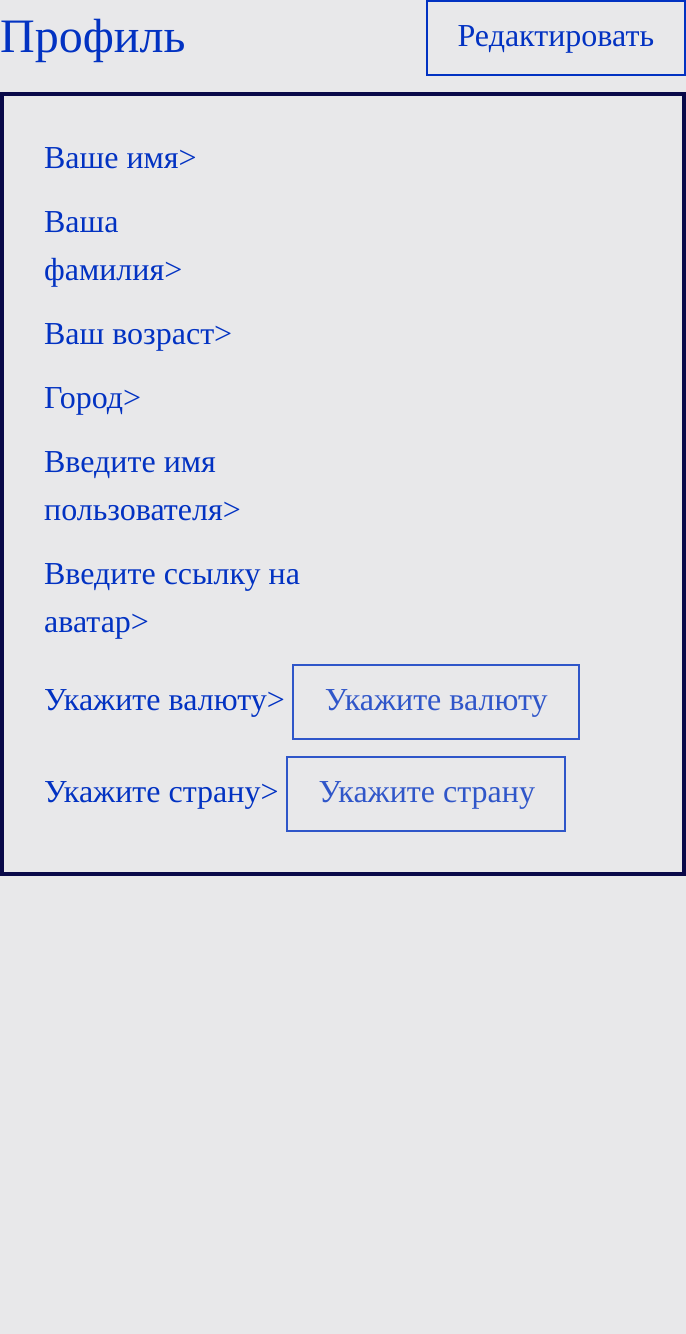 Профиль
Редактировать
Ваше имя>
Ваша
фамилия>
Ваш возраст>
Город>
Введите имя
пользователя>
Введите ссылку на
аватар>
Укажите валюту> Укажите валюту
Укажите страну> Укажите страну